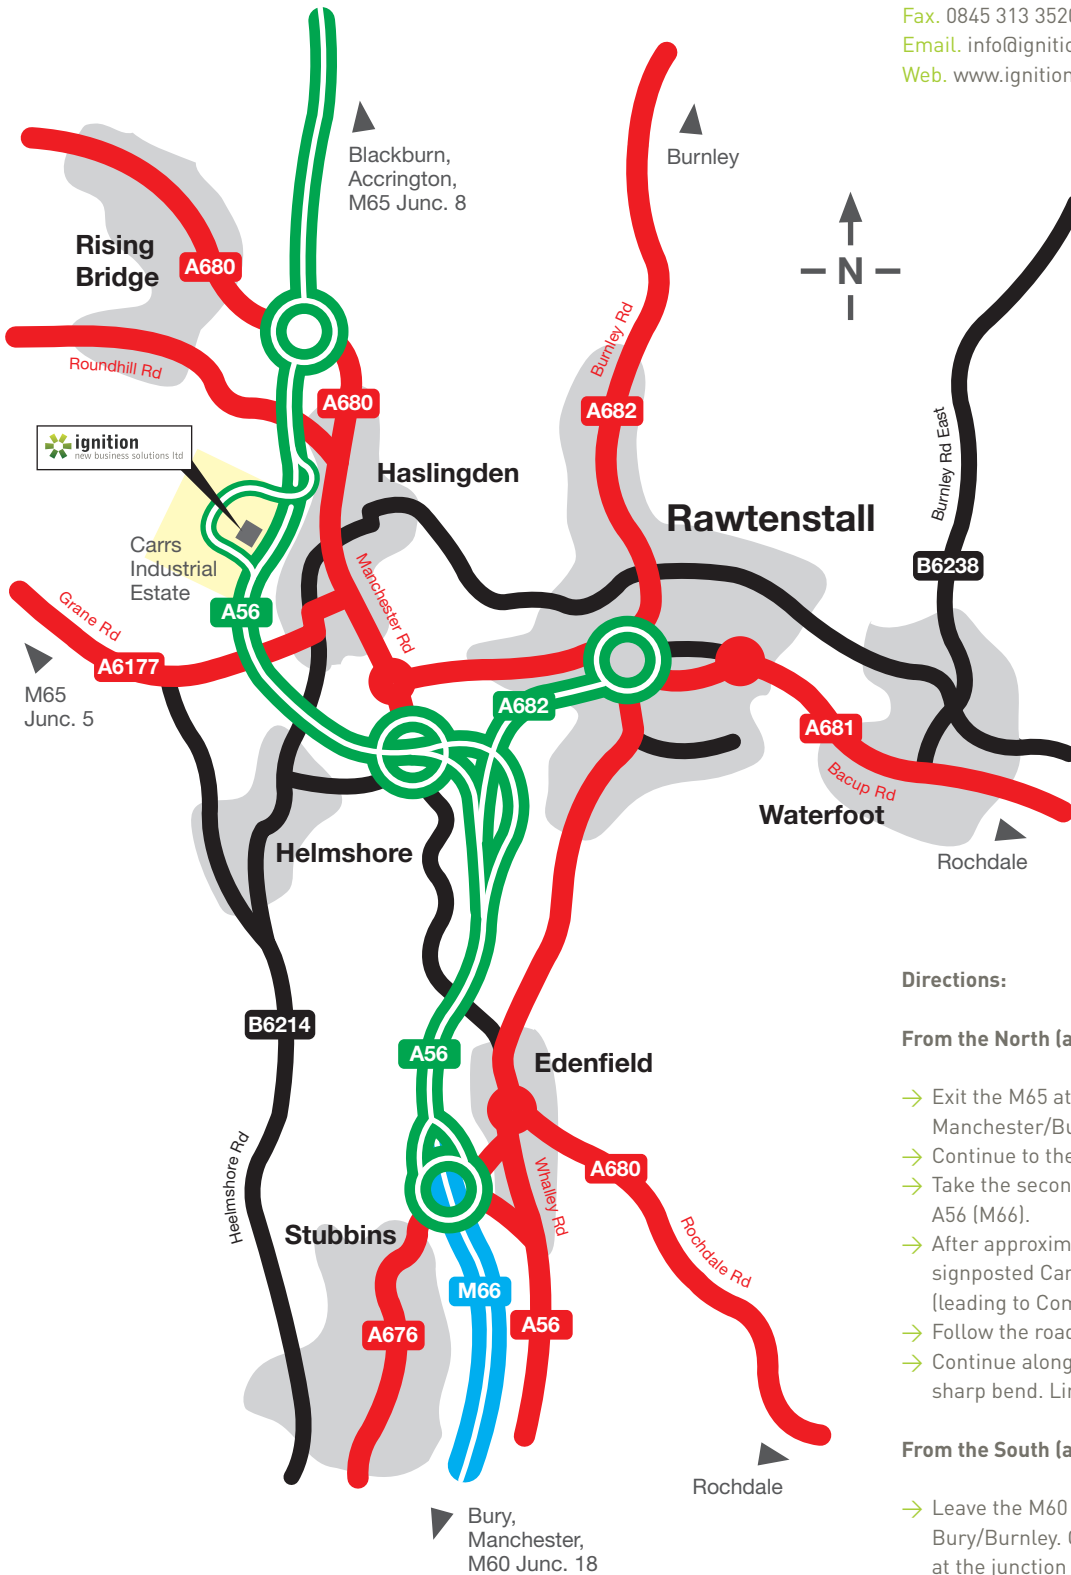 Fax. 0845 313 352
Email. info@ignitio
Web. www.ignition
Blackburn,
Accrington,
M65 Junc. 8
Burnley
Rising
Bridge
A680
N
Roundhill Rd
Burnley Rd
A680
A682
Burnley Rd East
ignition
new business solutions ltd
Haslingden
Rawtenstall
Carrs
Industrial
Estate
Manchester Rd
B6238
A56
Grane Rd
A6177
M65
Junc. 5
A682
A681
Bacup Rd
Waterfoot
Helmshore
Rochdale
B6214
A56
Edenfield
Heelmshore Rd
Whalley Rd
A680
Stubbins
Rochdale Rd
M66
A676
A56
Rochdale
Bury,
Manchester,
M60 Junc. 18
Directions:
From the North (a
Exit the M65 at
Manchester/Bu
Continue to the
Take the secon
A56 (M66).
After approxim
signposted Car
(leading to Con
Follow the road
Continue along
sharp bend. Lin
From the South (a
Leave the M60
Bury/Burnley. C
at the junction